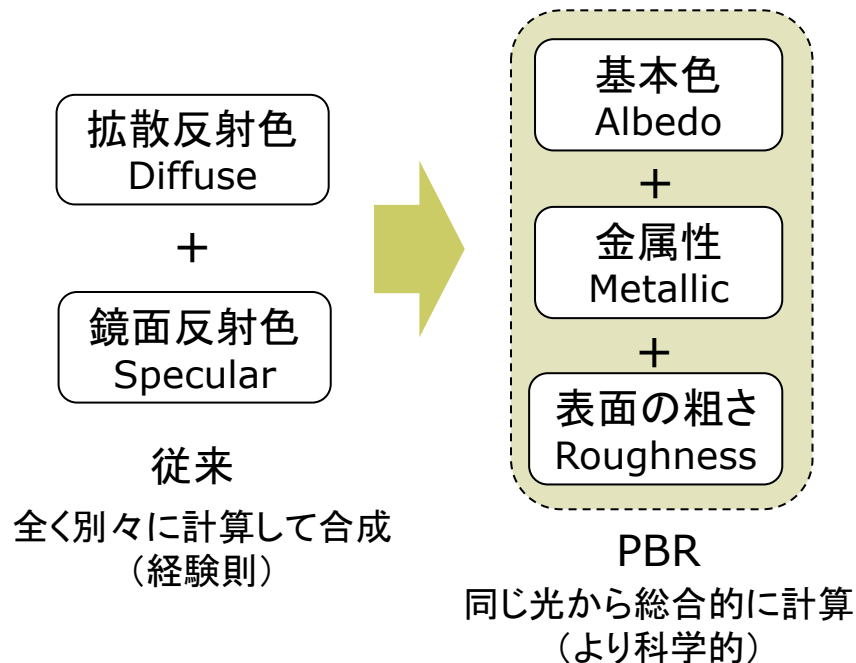 拡散反射色
Diffuse
+
鏡面反射色
Specular
従来
全く別々に計算して合成
（経験則）
基本色
Albedo
+
金属性
Metallic
+
表面の粗さ
Roughness
PBR
同じ光から総合的に計算
（より科学的）